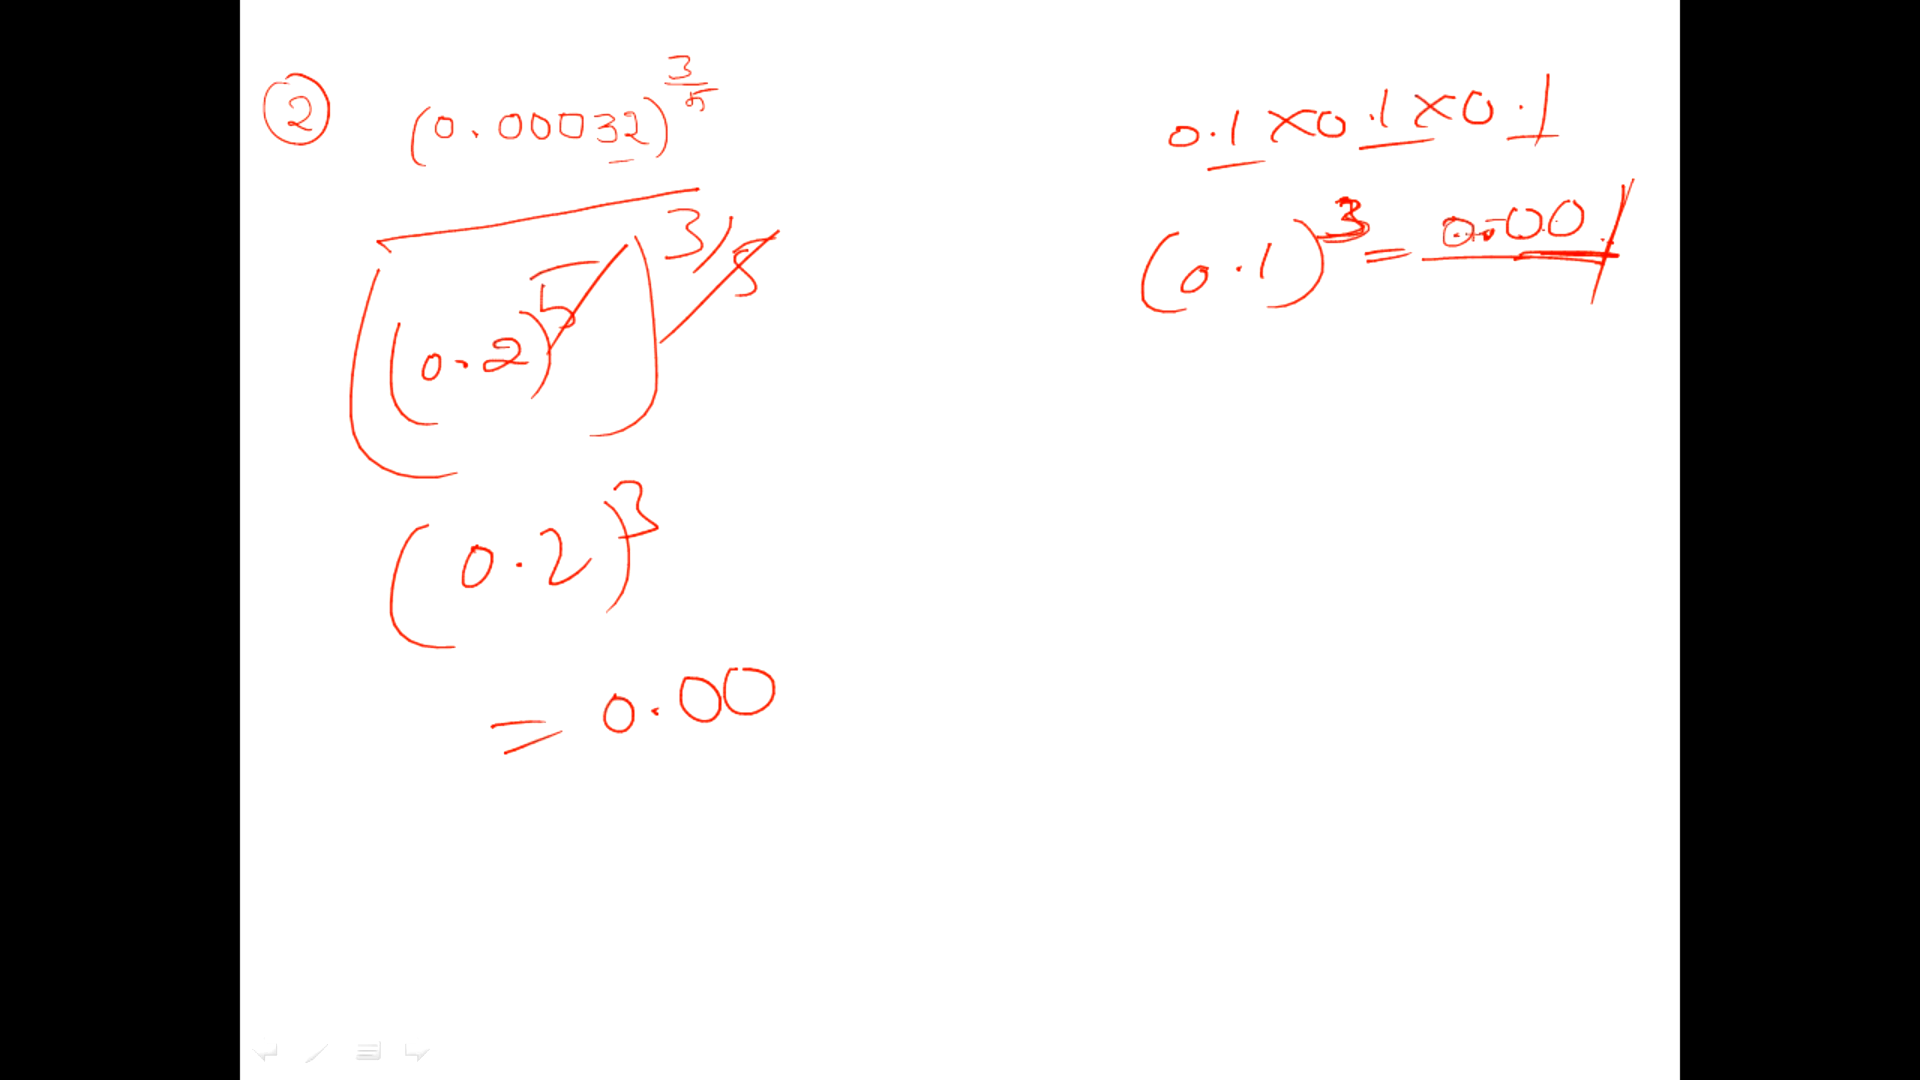 ② (0.00032)^3/5
((0.2)^5)^3/5
(0.2)^3
= 0.00
0.1 × 0.1 × 0.1
(0.1)^3 = 0.001